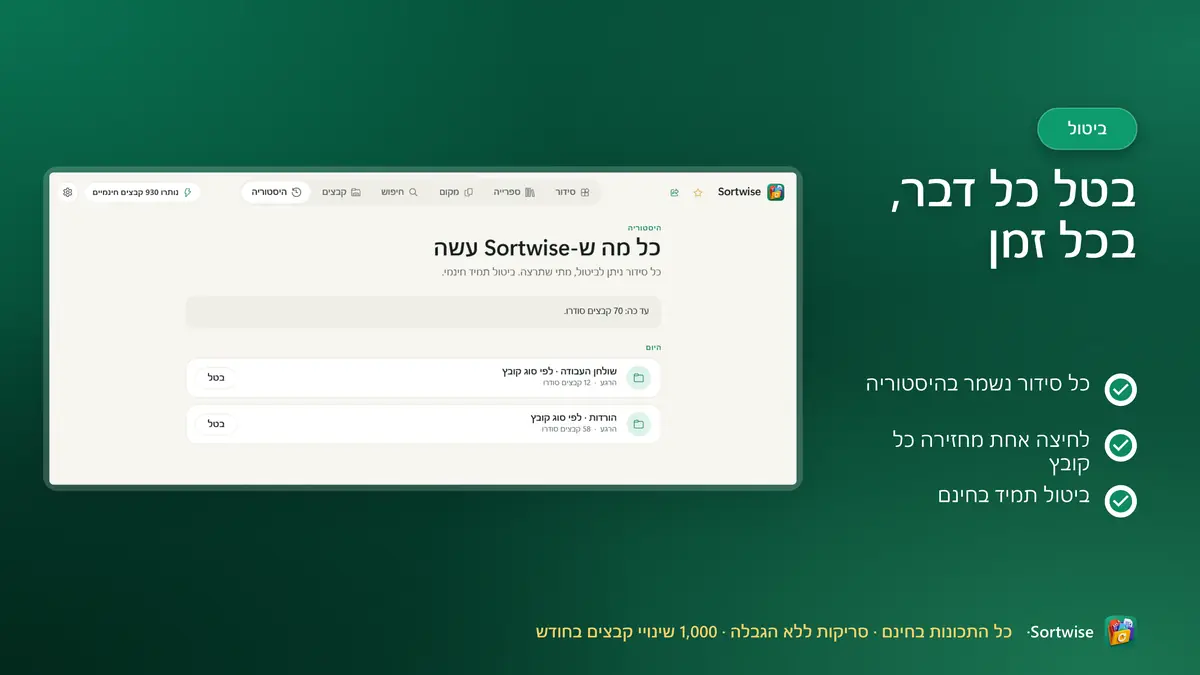 ביטול
בטל כל דבר,
בכל זמן
כל סידור נשמר בהיסטוריה
לחיצה אחת מחזירה כל
קובץ
ביטול תמיד בחינם
Sortwise
סידור
ספרייה
מקום
חיפוש
קבצים
היסטוריה
נותרו 930 קבצים חינמיים
היסטוריה
כל מה ש-Sortwise עשה
כל סידור ניתן לביטול, מתי שתרצה. ביטול תמיד חינמי.
עד כה: 70 קבצים סודרו.
היום
שולחן העבודה · לפי סוג קובץ
הרגע · 12 קבצים סודרו
בטל
הורדות · לפי סוג קובץ
הרגע · 58 קבצים סודרו
בטל
Sortwise· כל התכונות בחינם · סריקות ללא הגבלה · 1,000 שינויי קבצים בחודש